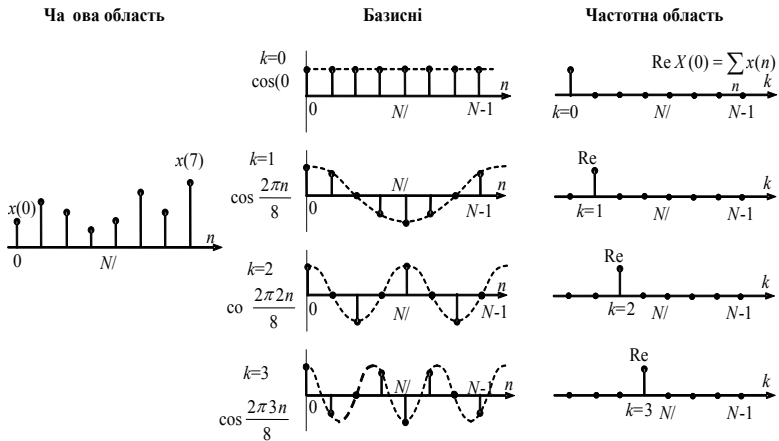 Ча ова область
Базисні
Частотна область
k=0
cos(0
n
0
N/
N-1
Re X(0) = ∑ x(n)
n
k
k=0
N/
N-1
x(0)
x(7)
n
0
N/
k=1
cos 2πn/8
N/
n
0
N-1
Re
k
k=1
N/
N-1
k=2
со 2π2n/8
n
0
N/
N-1
Re
k
k=2
N/
N-1
k=3
cos 2π3n/8
N/
N-1
n
0
Re
k
k=3
N/
N-1